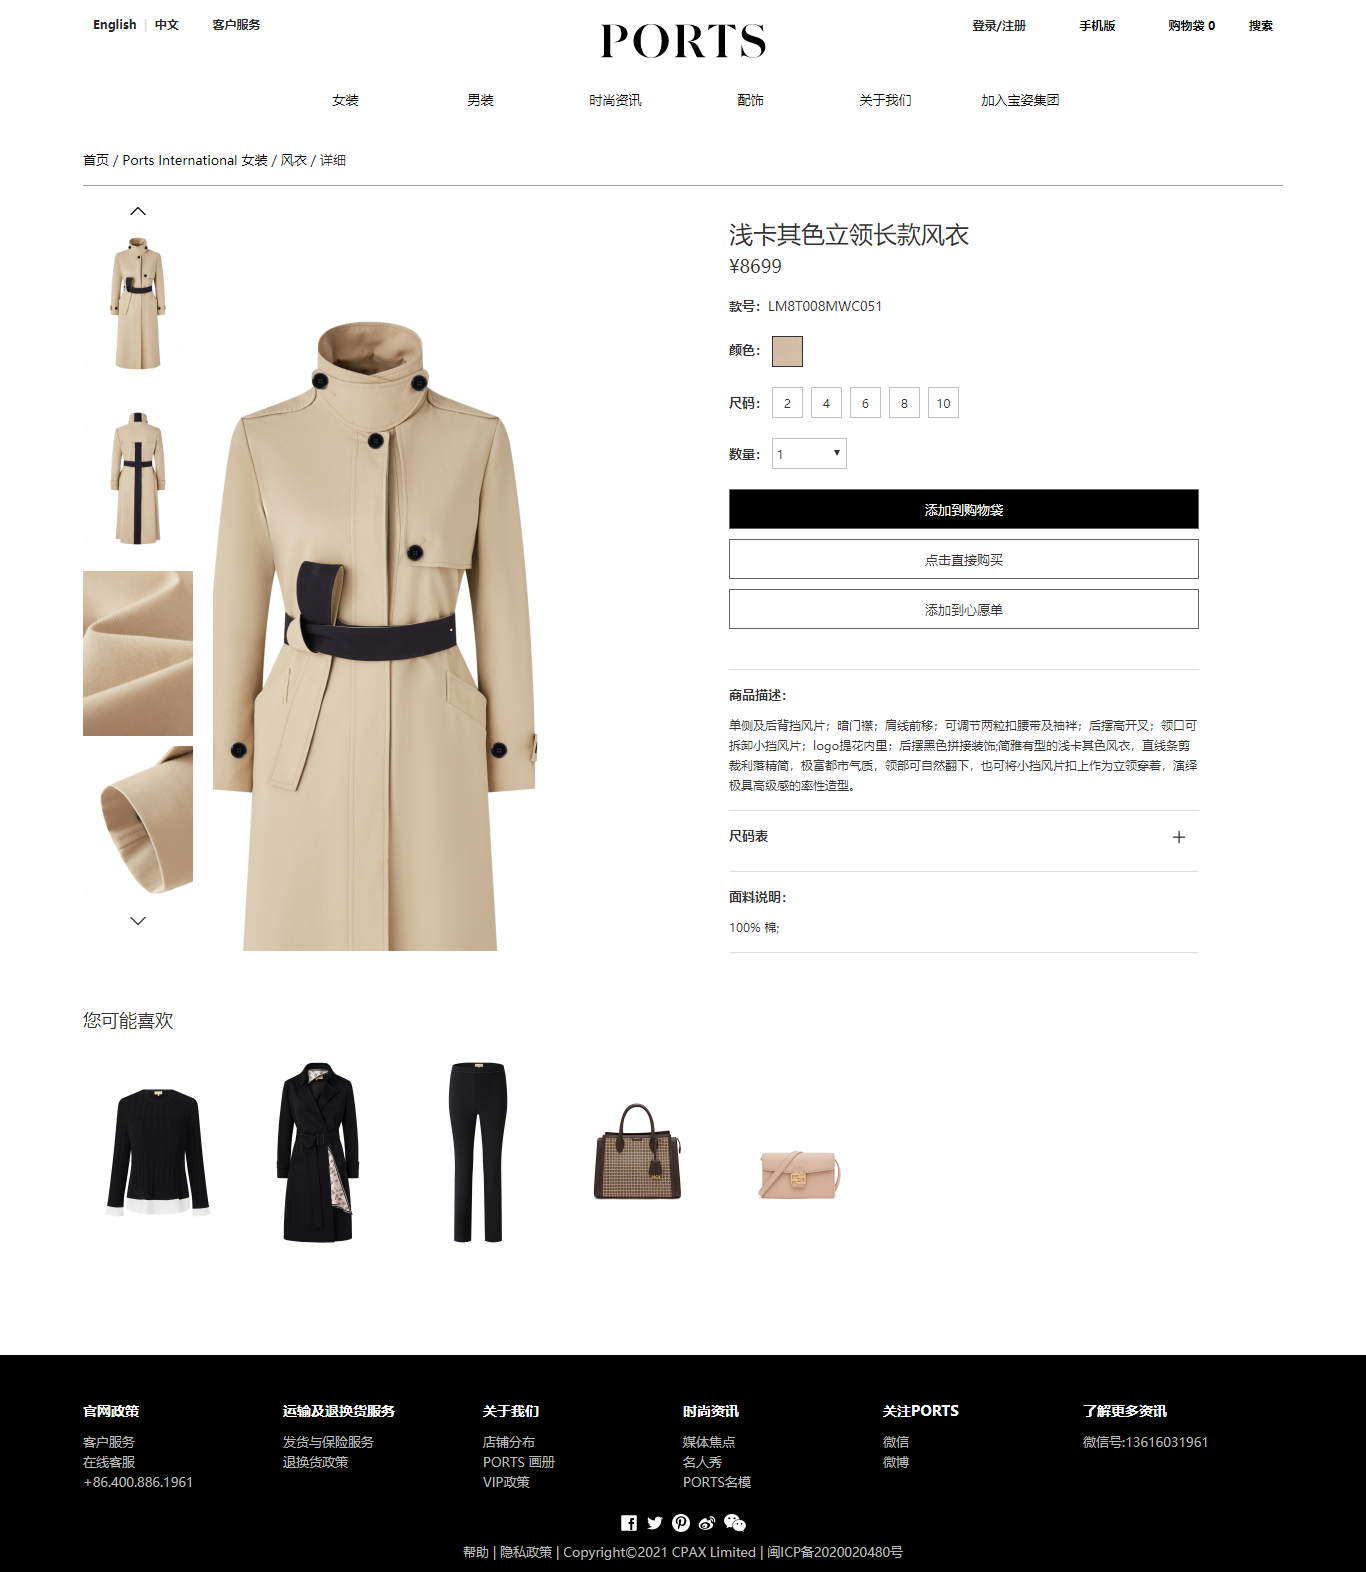 English | 中文 客户服务
PORTS
登录/注册 手机版 购物袋 0 搜索
女装 男装 时尚资讯 配饰 关于我们 加入宝姿集团
首页 / Ports International 女装 / 风衣 / 详细
浅卡其色立领长款风衣
¥8699
款号：LM8T008MWC051
颜色：
尺码： 2 4 6 8 10
数量： 1
添加到购物袋
点击直接购买
添加到心愿单
商品描述：
单侧及后背挡风片；暗门襟；肩线前移；可调节两粒扣腰带及袖袢；后摆高开叉；领口可
拆卸小挡风片；logo提花内里；后摆黑色拼接装饰;简雅有型的浅卡其色风衣，直线条剪
裁利落精简，极富都市气质，领部可自然翻下，也可将小挡风片扣上作为立领穿着，演绎
极具高级感的率性造型。
尺码表
面料说明：
100% 棉;
您可能喜欢
官网政策 运输及退换货服务 关于我们 时尚资讯 关注PORTS 了解更多资讯
客户服务 发货与保险服务 店铺分布 媒体焦点 微信 微信号:13616031961
在线客服 退换货政策 PORTS 画册 名人秀 微博
+86.400.886.1961 VIP政策 PORTS名模
帮助 | 隐私政策 | Copyright©2021 CPAX Limited | 闽ICP备2020020480号